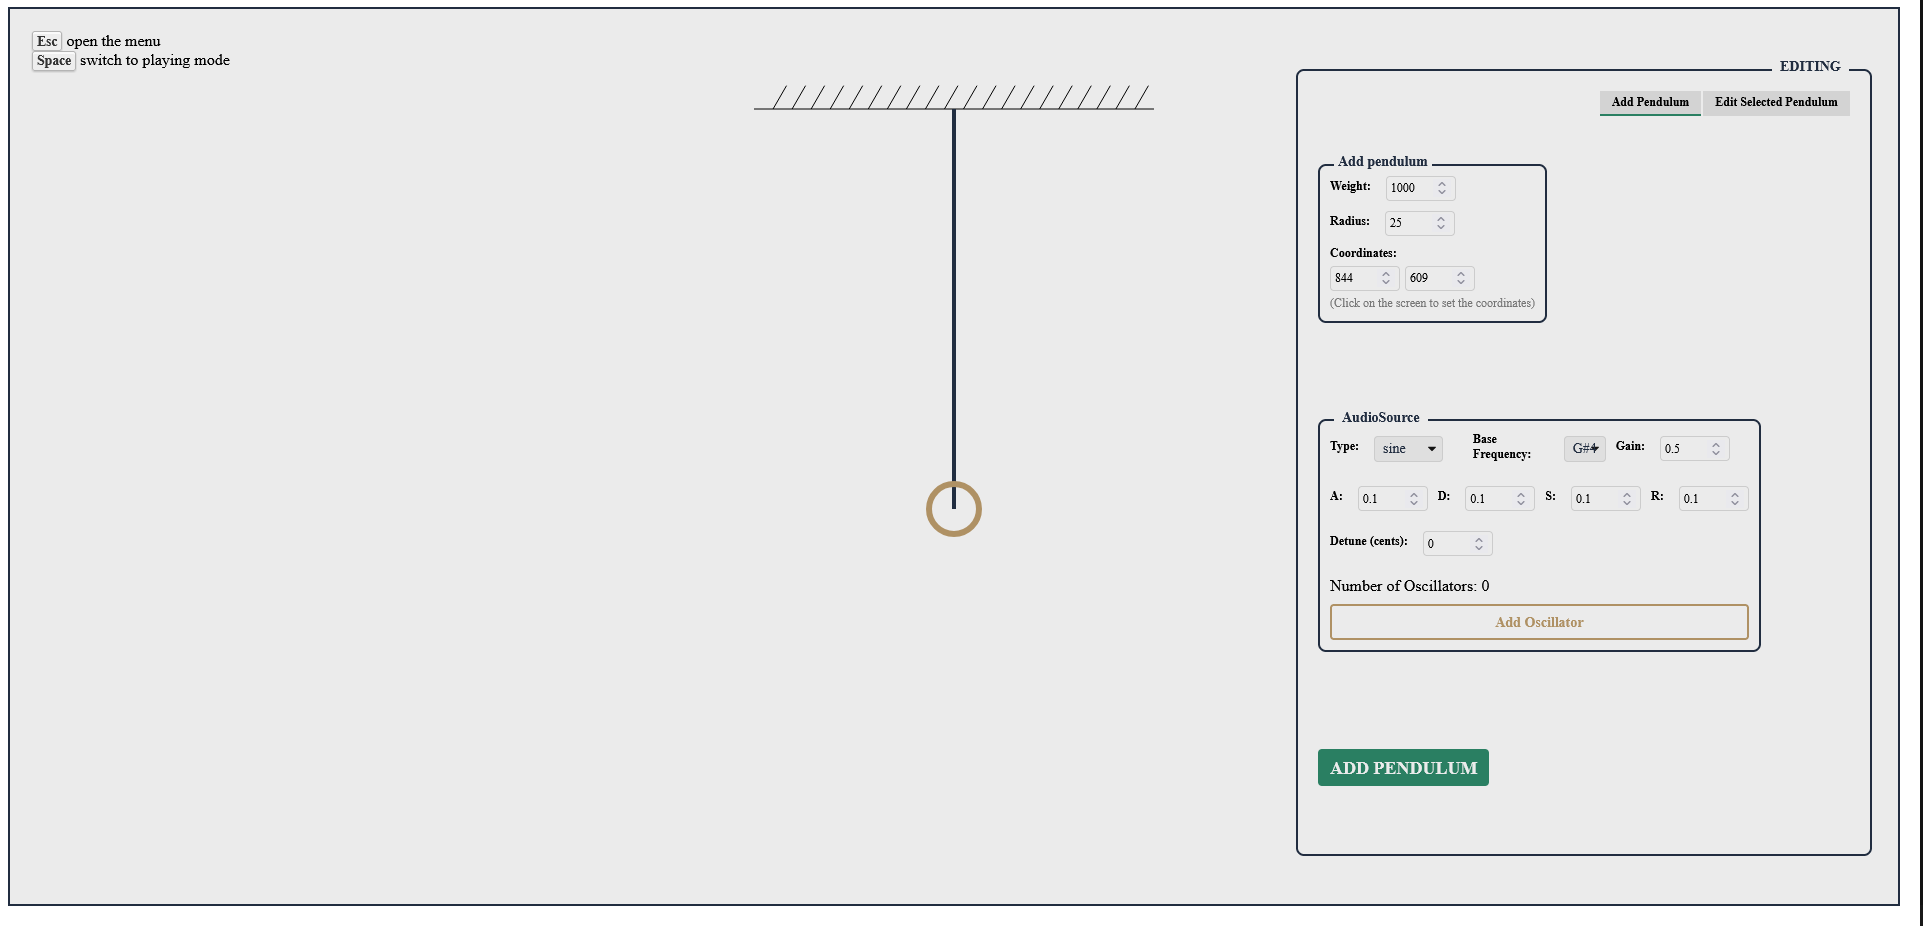 Esc open the menu
Space switch to playing mode
EDITING
Add Pendulum Edit Selected Pendulum
Add pendulum
Weight: 1000
Radius: 25
Coordinates:
844 609
(Click on the screen to set the coordinates)
AudioSource
Type: sine Base Frequency: G#4 Gain: 0.5
A: 0.1 D: 0.1 S: 0.1 R: 0.1
Detune (cents): 0
Number of Oscillators: 0
Add Oscillator
ADD PENDULUM